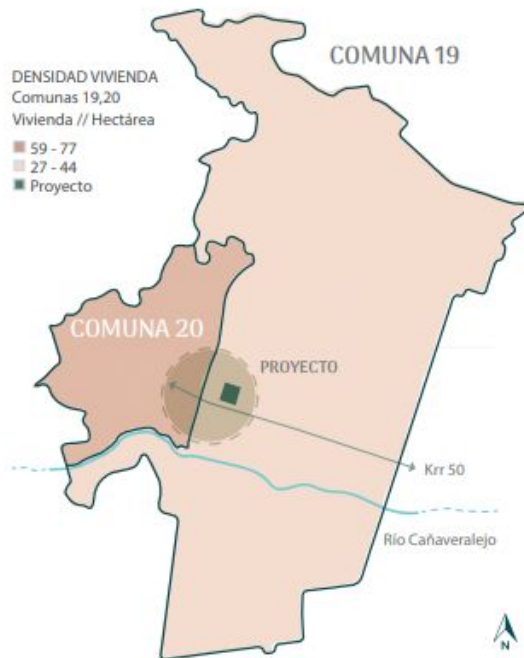 COMUNA 19
DENSIDAD VIVIENDA
Comunas 19,20
Vivienda // Hectárea
59 - 77
27 - 44
Proyecto
COMUNA 20
PROYECTO
Krr 50
Río Cañaveralejo
N